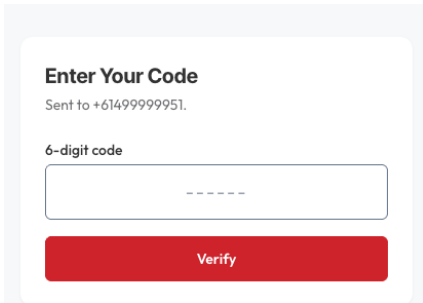 Enter Your Code
Sent to +61499999951.
6-digit code
------
Verify